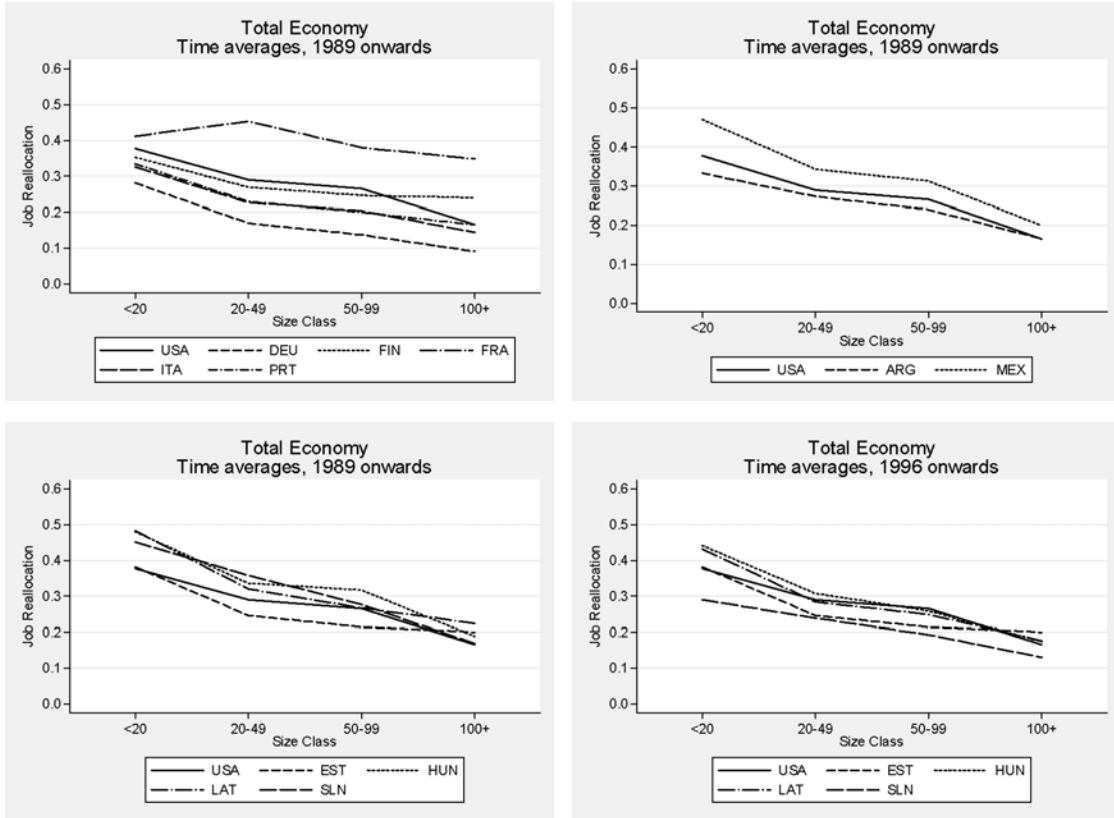 Total Economy
Time averages, 1989 onwards
Job Reallocation
0.6
0.5
0.4
0.3
0.2
0.1
0.0
<20 20-49 50-99 100+
Size Class
USA DEU FIN FRA
ITA PRT
Total Economy
Time averages, 1989 onwards
Job Reallocation
0.6
0.5
0.4
0.3
0.2
0.1
0.0
<20 20-49 50-99 100+
Size Class
USA ARG MEX
Total Economy
Time averages, 1989 onwards
Job Reallocation
0.6
0.5
0.4
0.3
0.2
0.1
0.0
<20 20-49 50-99 100+
Size Class
USA EST HUN
LAT SLN
Total Economy
Time averages, 1996 onwards
Job Reallocation
0.6
0.5
0.4
0.3
0.2
0.1
0.0
<20 20-49 50-99 100+
Size Class
USA EST HUN
LAT SLN